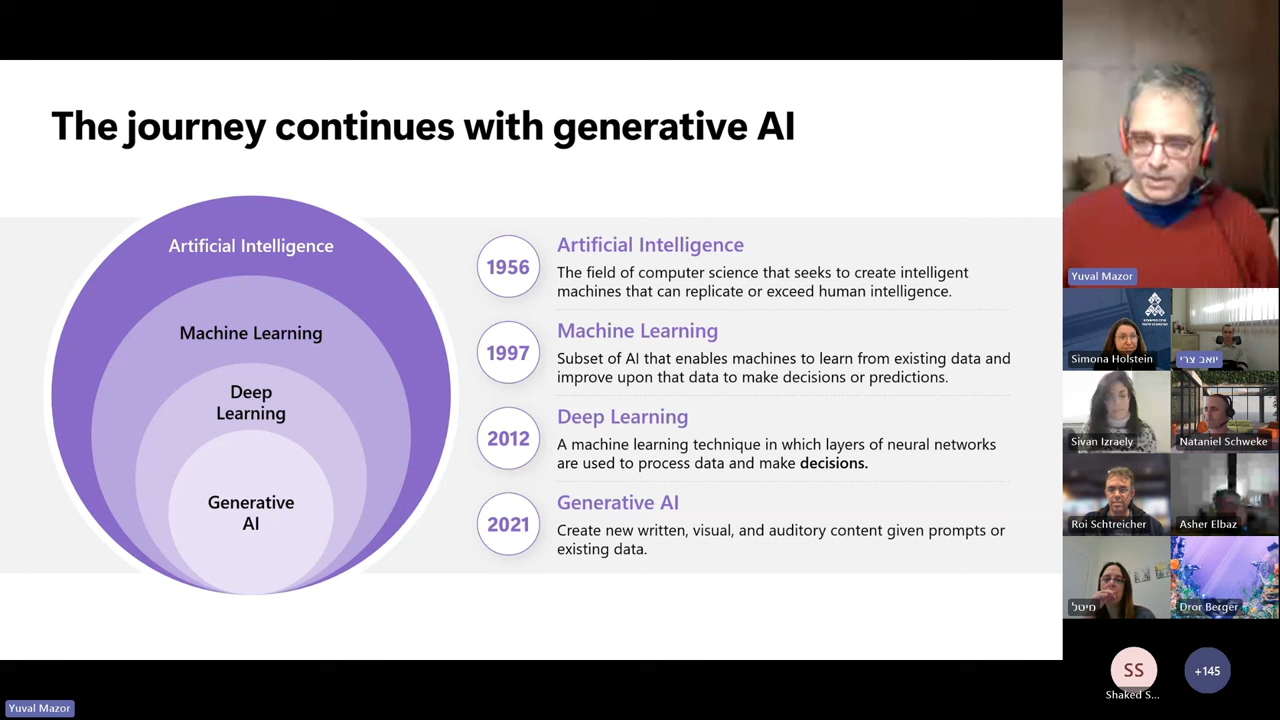 The journey continues with generative AI
Artificial Intelligence
Machine Learning
Deep
Learning
Generative
AI
1956
Artificial Intelligence
The field of computer science that seeks to create intelligent
machines that can replicate or exceed human intelligence.
1997
Machine Learning
Subset of AI that enables machines to learn from existing data and
improve upon that data to make decisions or predictions.
2012
Deep Learning
A machine learning technique in which layers of neural networks
are used to process data and make decisions.
2021
Generative AI
Create new written, visual, and auditory content given prompts or
existing data.
Yuval Mazor
Simona Holstein
יואב צרי
Sivan Izraely
Nataniel Schweke
Roi Schtreicher
Asher Elbaz
מיטל
Dror Berger
SS
Shaked S...
+145
Yuval Mazor